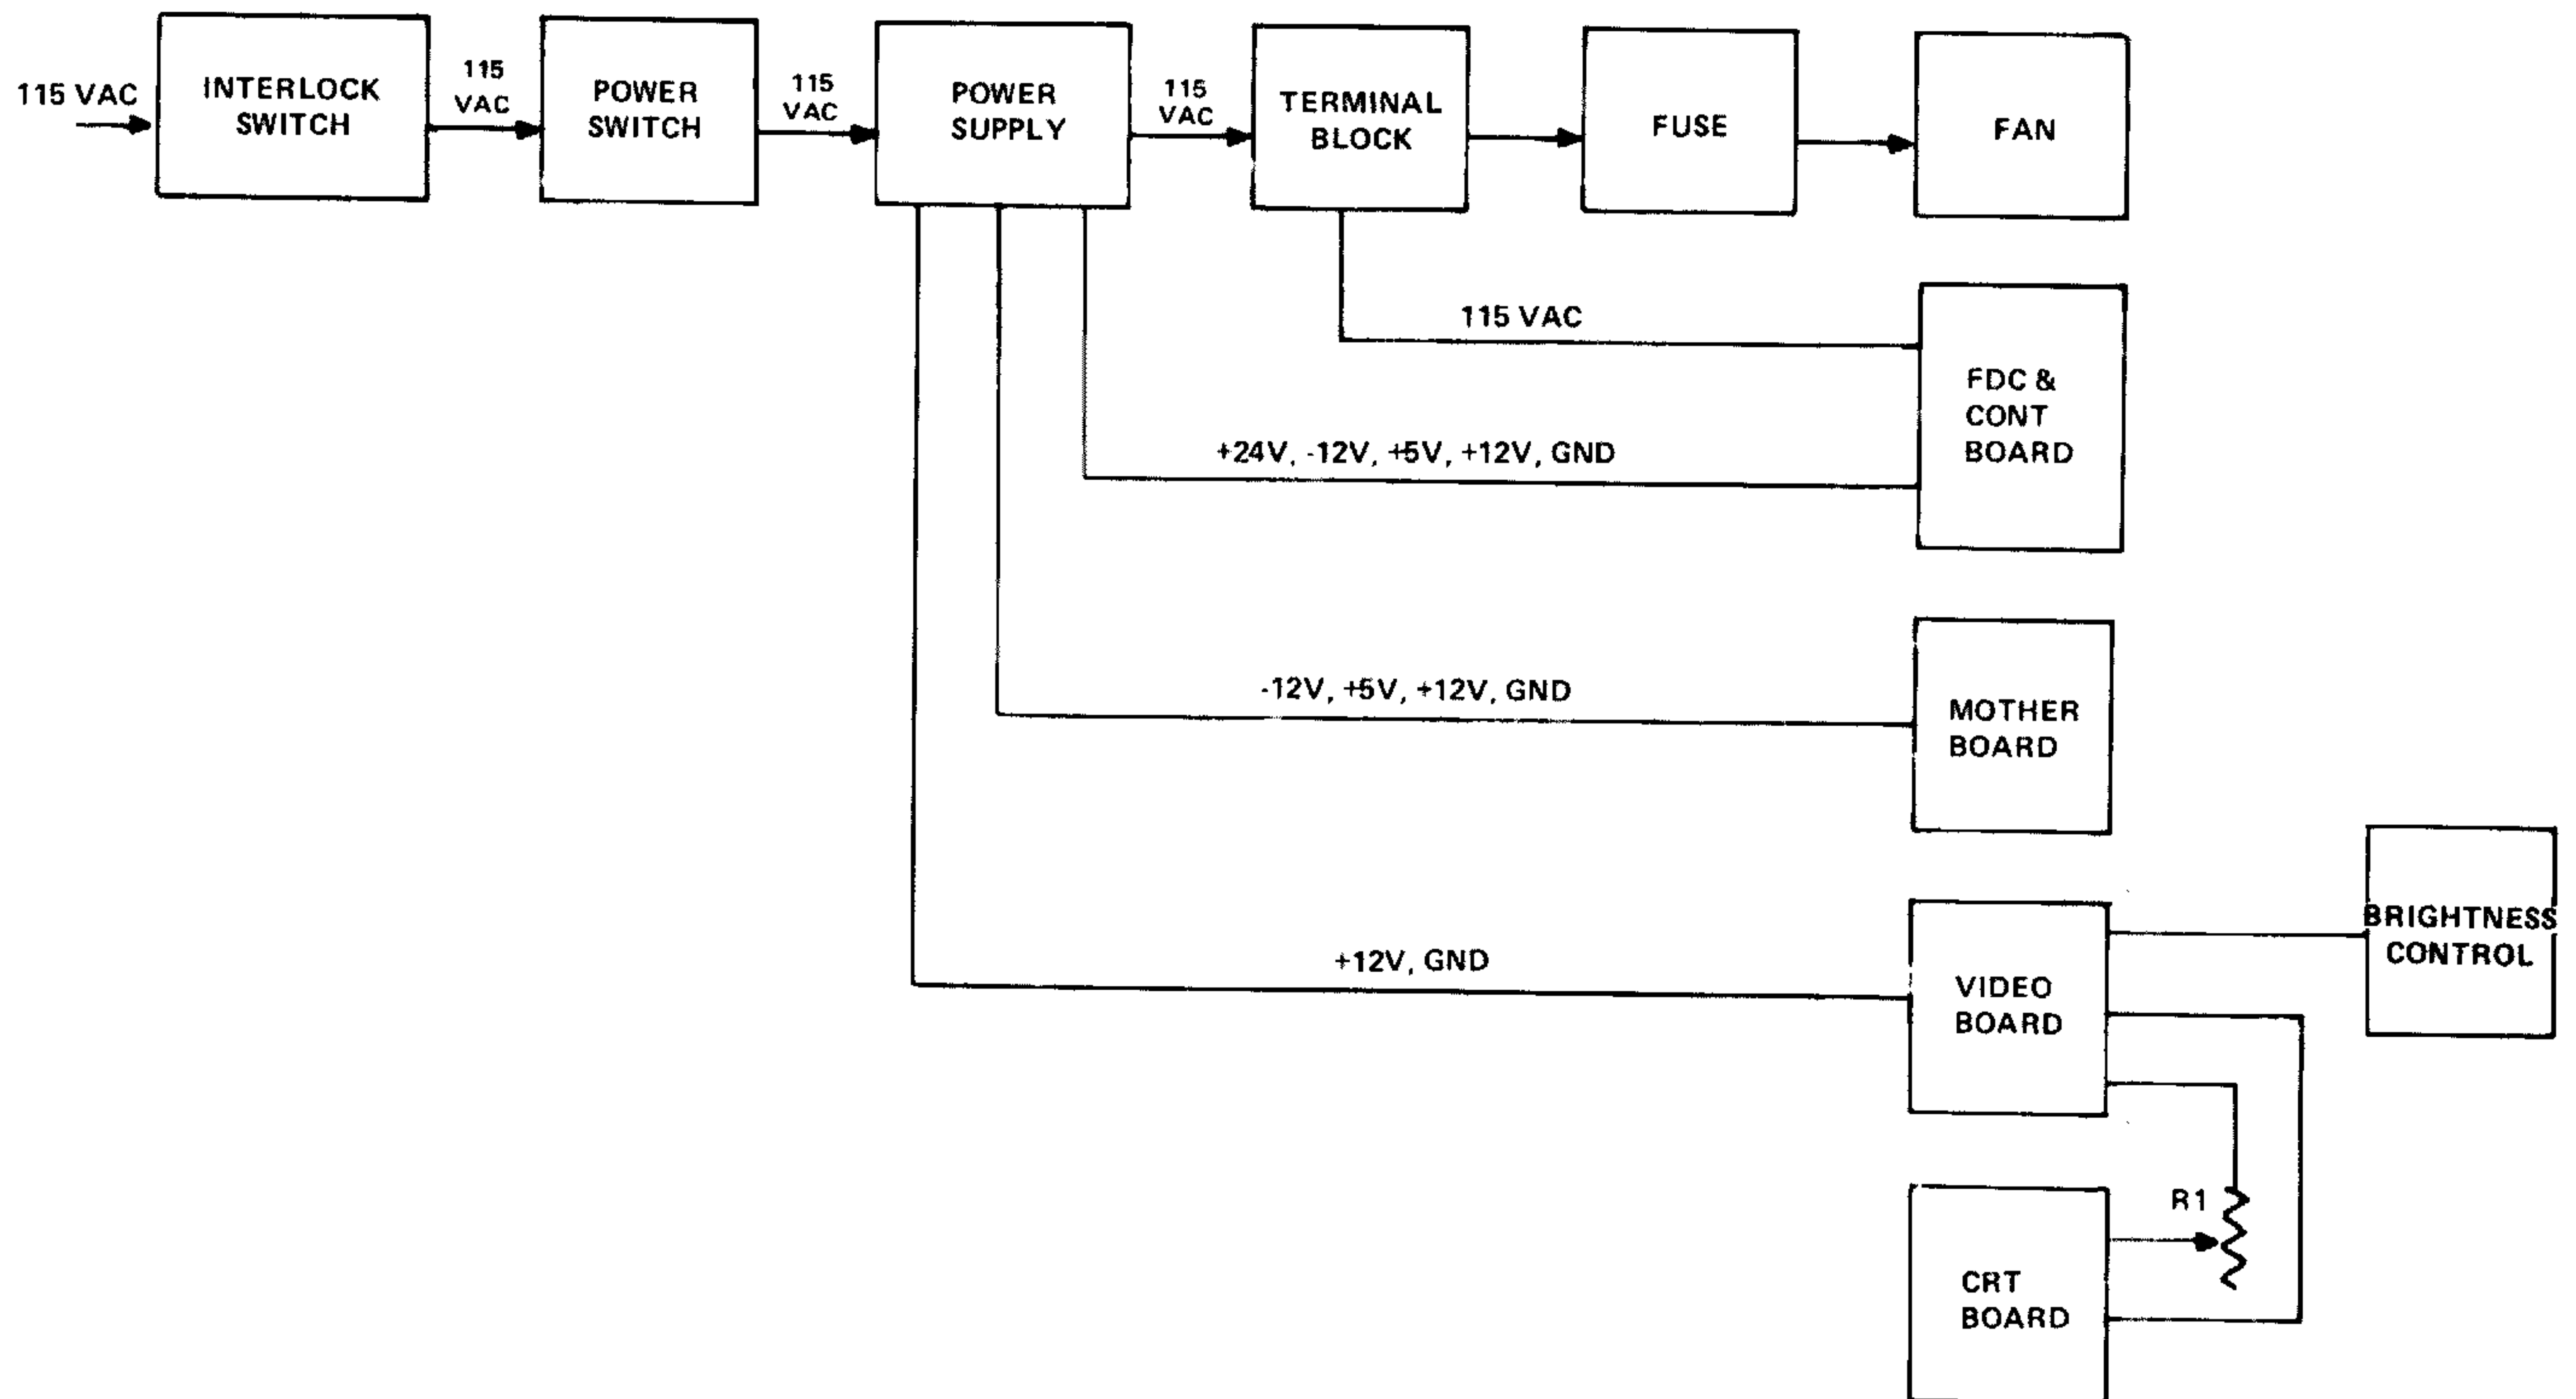 115 VAC
INTERLOCK
SWITCH
115
VAC
POWER
SWITCH
115
VAC
POWER
SUPPLY
115
VAC
TERMINAL
BLOCK
FUSE
FAN
115 VAC
FDC &
CONT
BOARD
+24V, -12V, +5V, +12V, GND
-12V, +5V, +12V, GND
MOTHER
BOARD
BRIGHTNESS
CONTROL
+12V, GND
VIDEO
BOARD
R1
CRT
BOARD